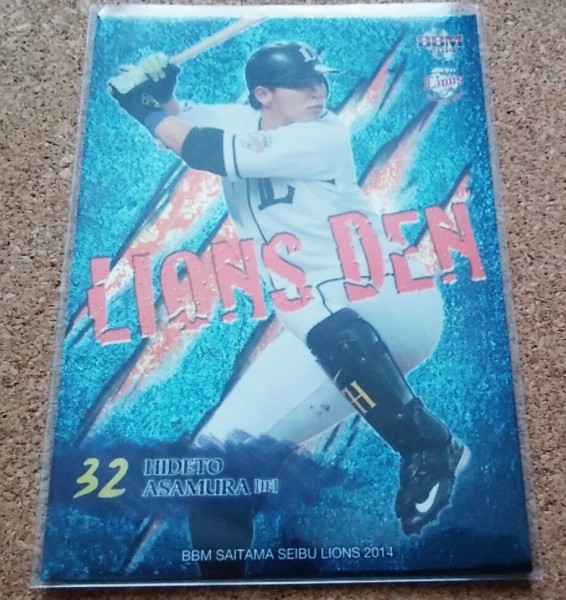 L
BBM
Lions
L
LIONS DEN
H
32 HIDETO
ASAMURA [IF]
BBM SAITAMA SEIBU LIONS 2014